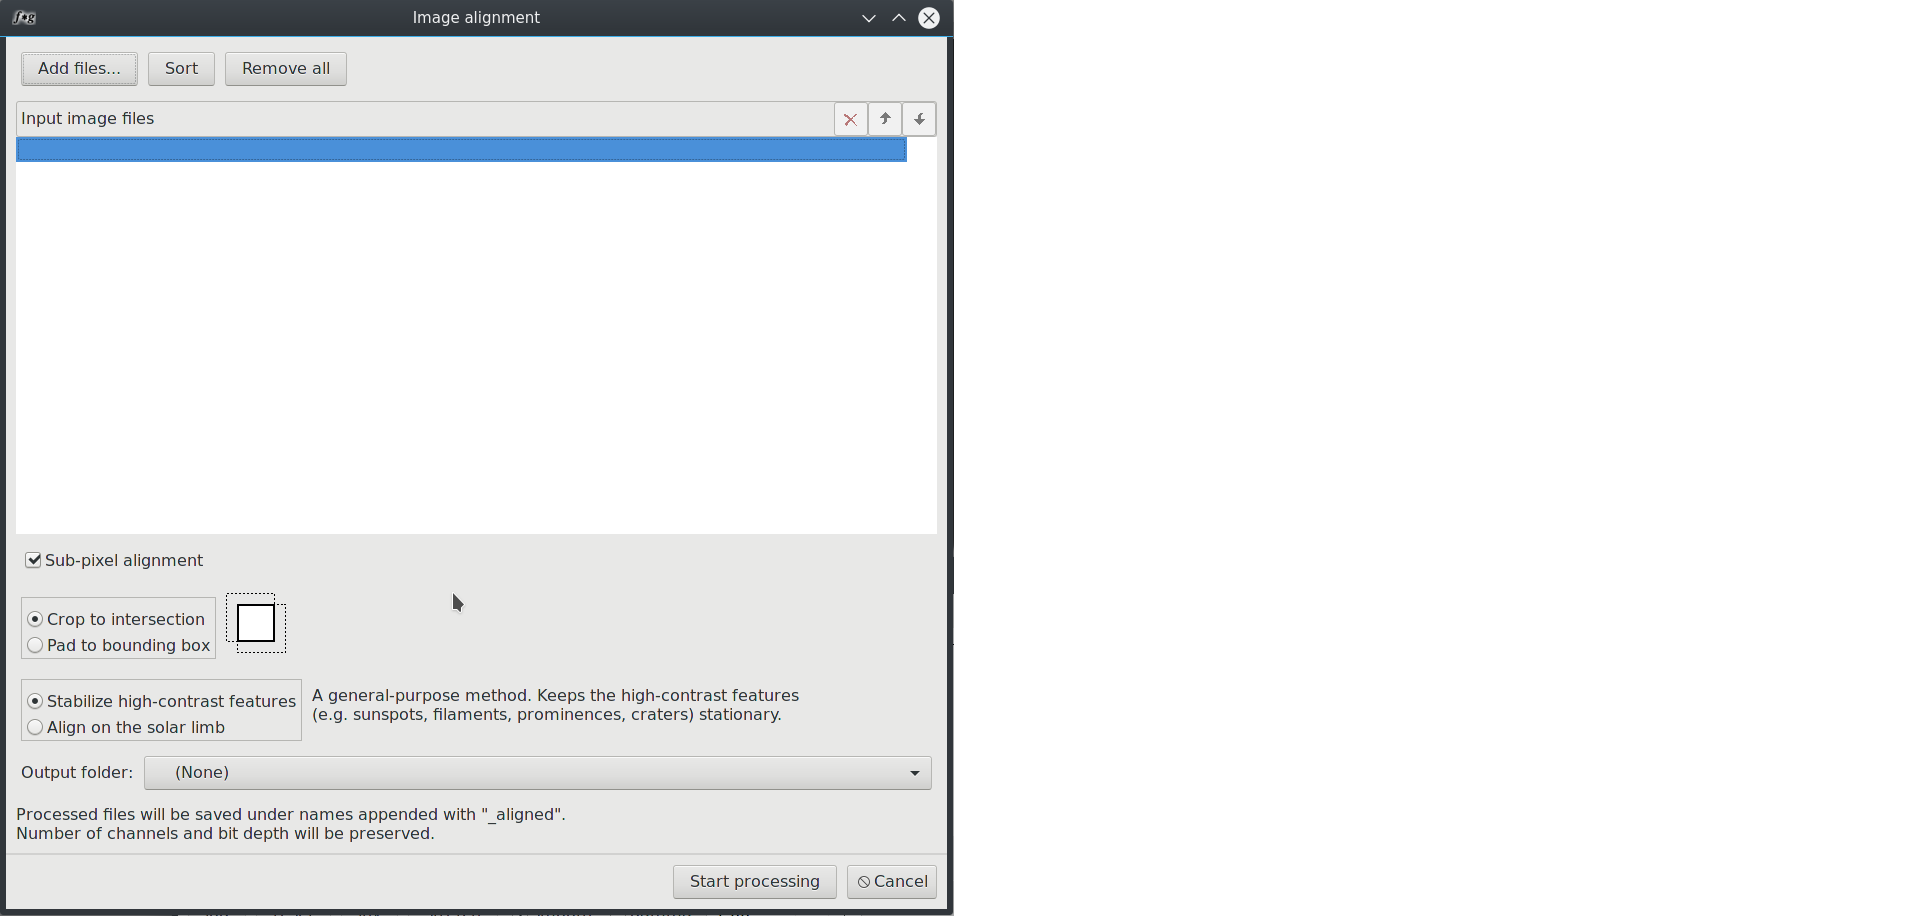 Image alignment
Add files...
Sort
Remove all
Input image files
Sub-pixel alignment
Crop to intersection
Pad to bounding box
Stabilize high-contrast features
Align on the solar limb
A general-purpose method. Keeps the high-contrast features
(e.g. sunspots, filaments, prominences, craters) stationary.
Output folder:
(None)
Processed files will be saved under names appended with "_aligned".
Number of channels and bit depth will be preserved.
Start processing
Cancel